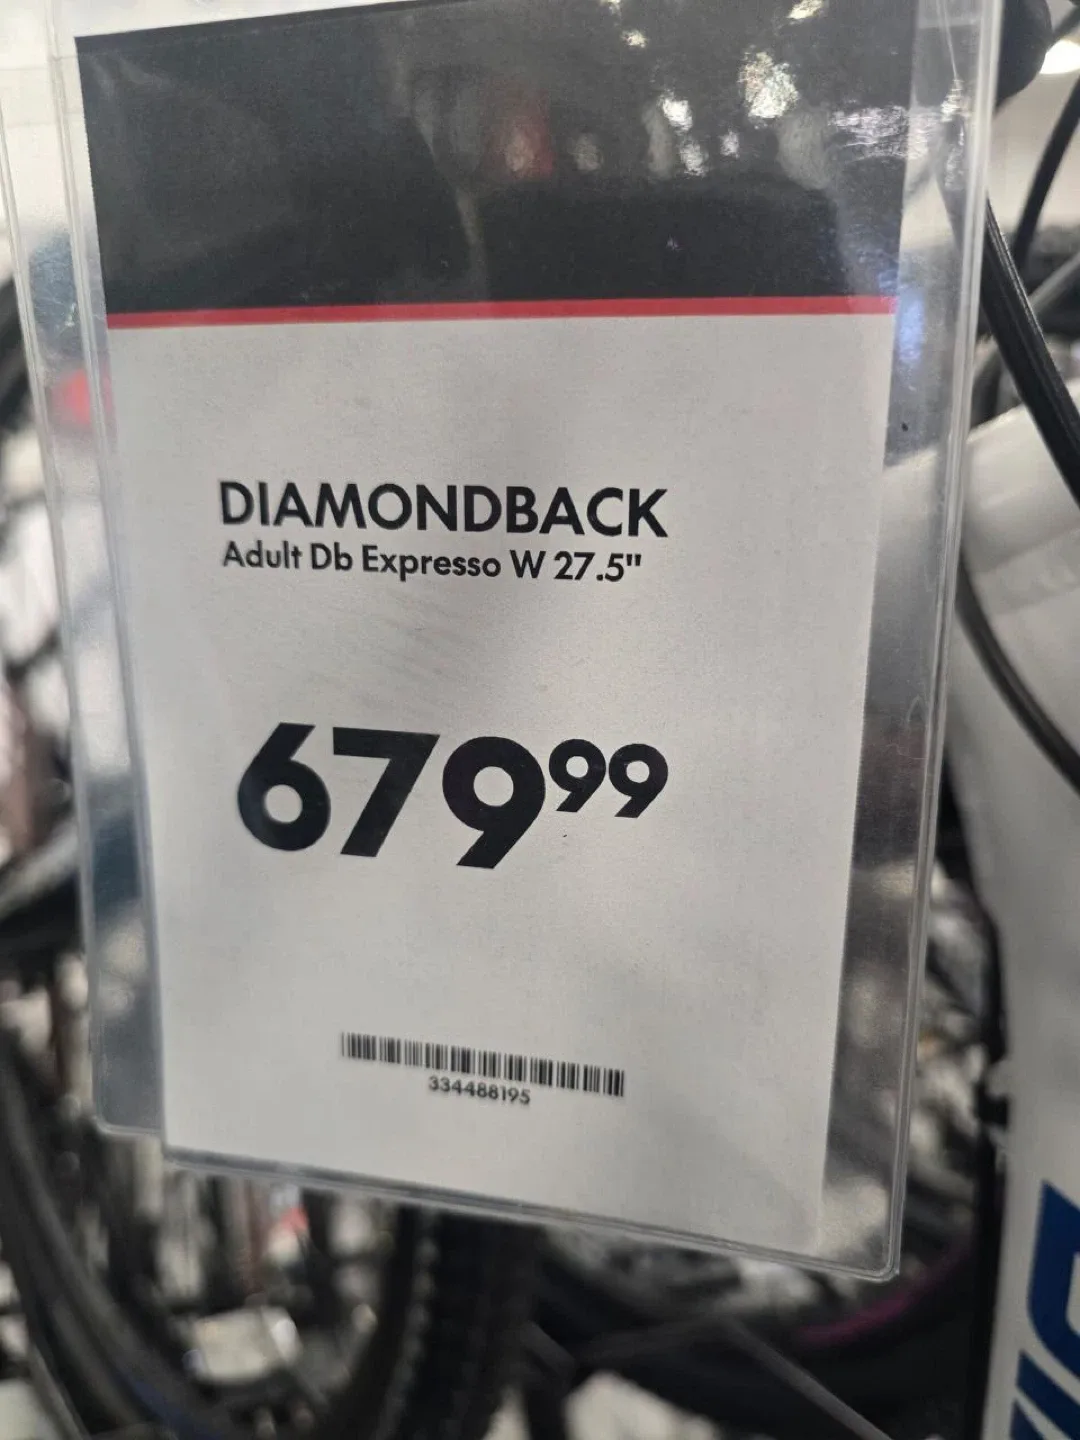 DIAMONDBACK
Adult Db Expresso W 27.5"
679⁹⁹
334488195